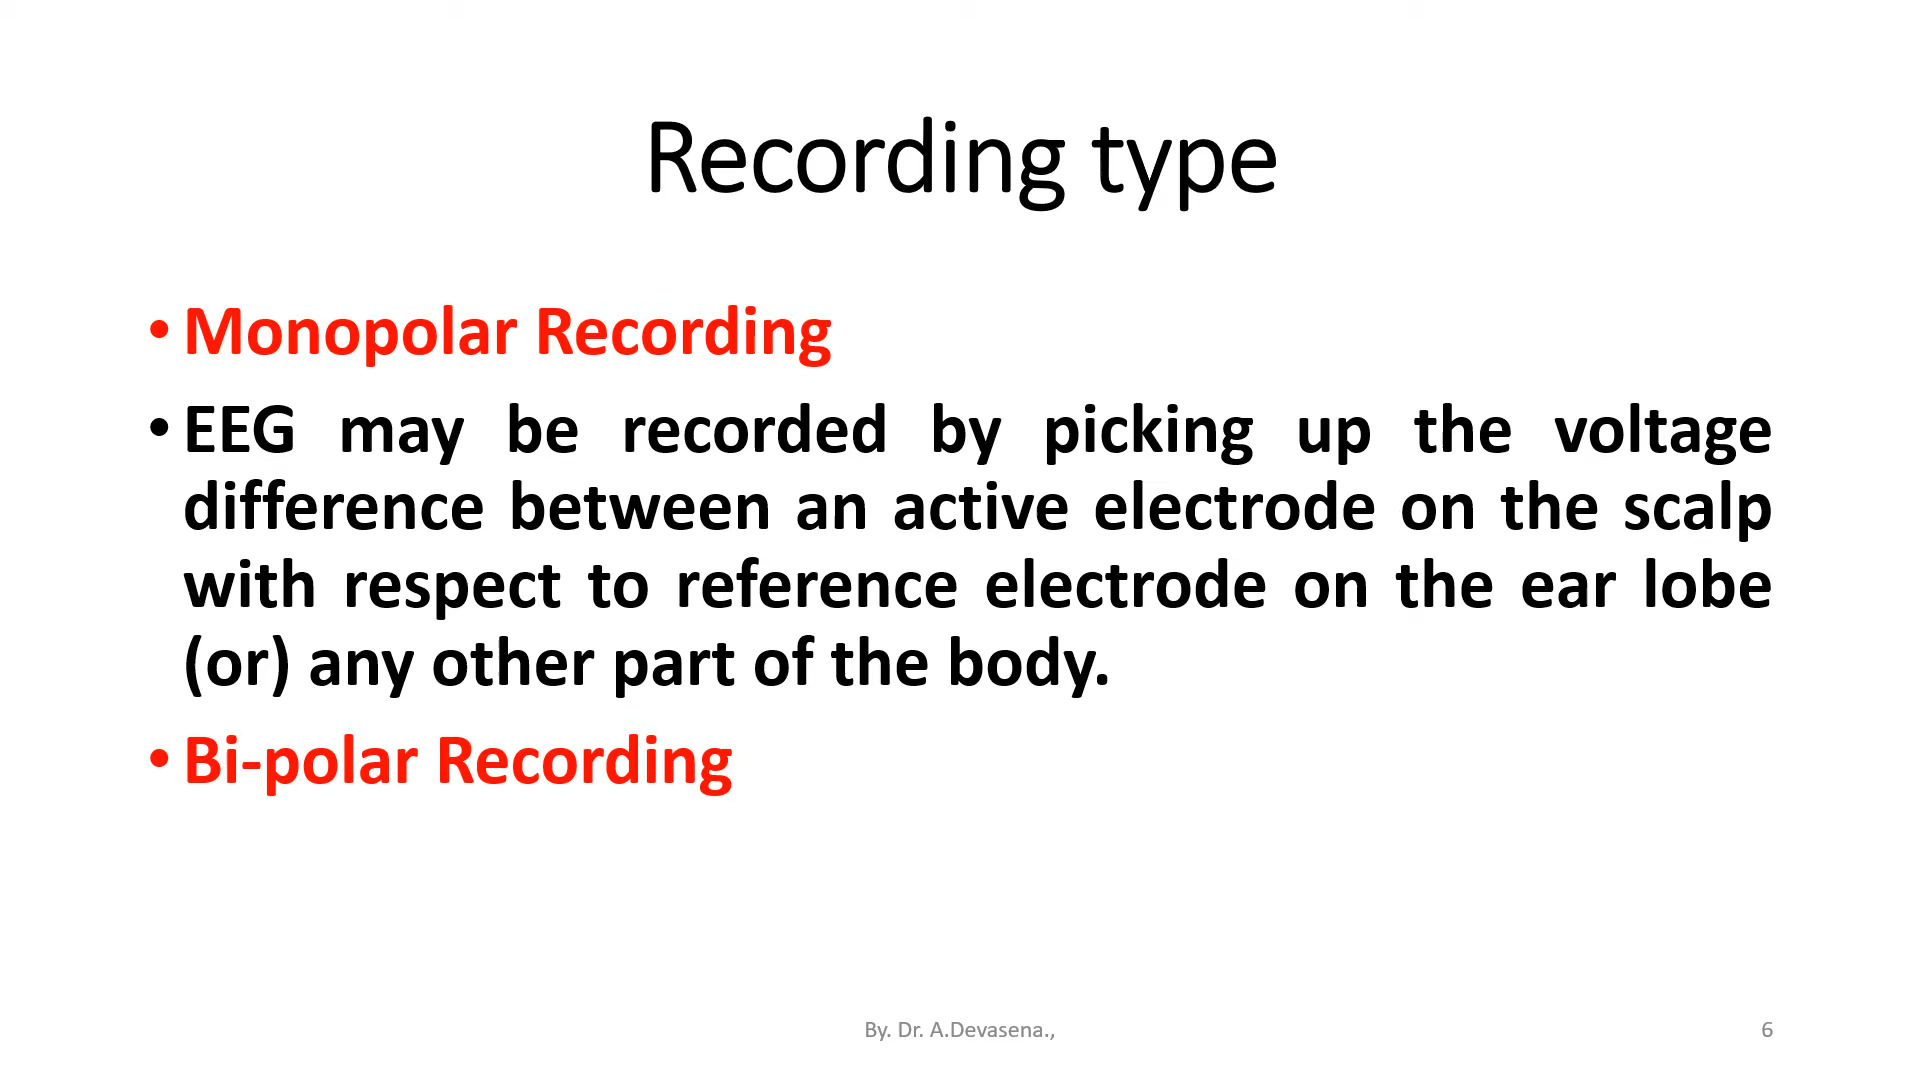 Recording type
• Monopolar Recording
• EEG may be recorded by picking up the voltage
difference between an active electrode on the scalp
with respect to reference electrode on the ear lobe
(or) any other part of the body.
• Bi-polar Recording
By. Dr. A.Devasena.,
6